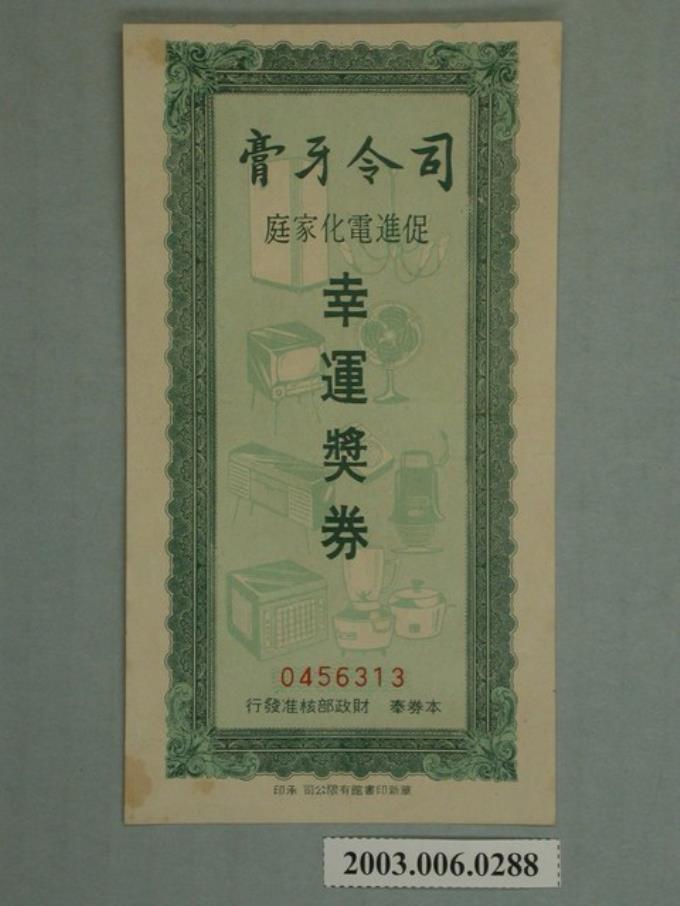 司令牙膏
促進電化家庭
幸運獎券
0456313
本券奉 財政部核准發行
華新印書館有限公司 承印
2003.006.0288